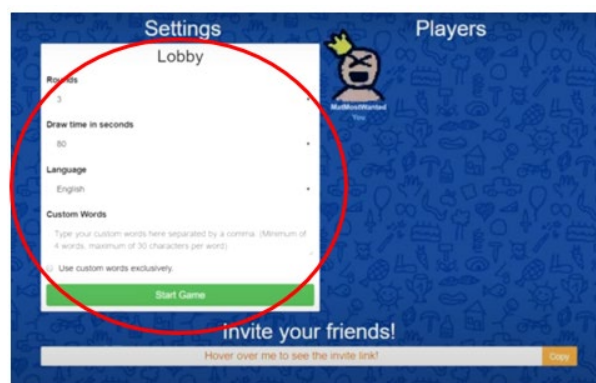 Settings
Players
Lobby
Rounds
3
Draw time in seconds
80
Language
English
Custom Words
Type your custom words here separated by a comma. (Minimum of
4 words, maximum of 30 characters per word)
Use custom words exclusively.
Start Game
MatMostWanted
You
Invite your friends!
Hover over me to see the invite link!
Copy